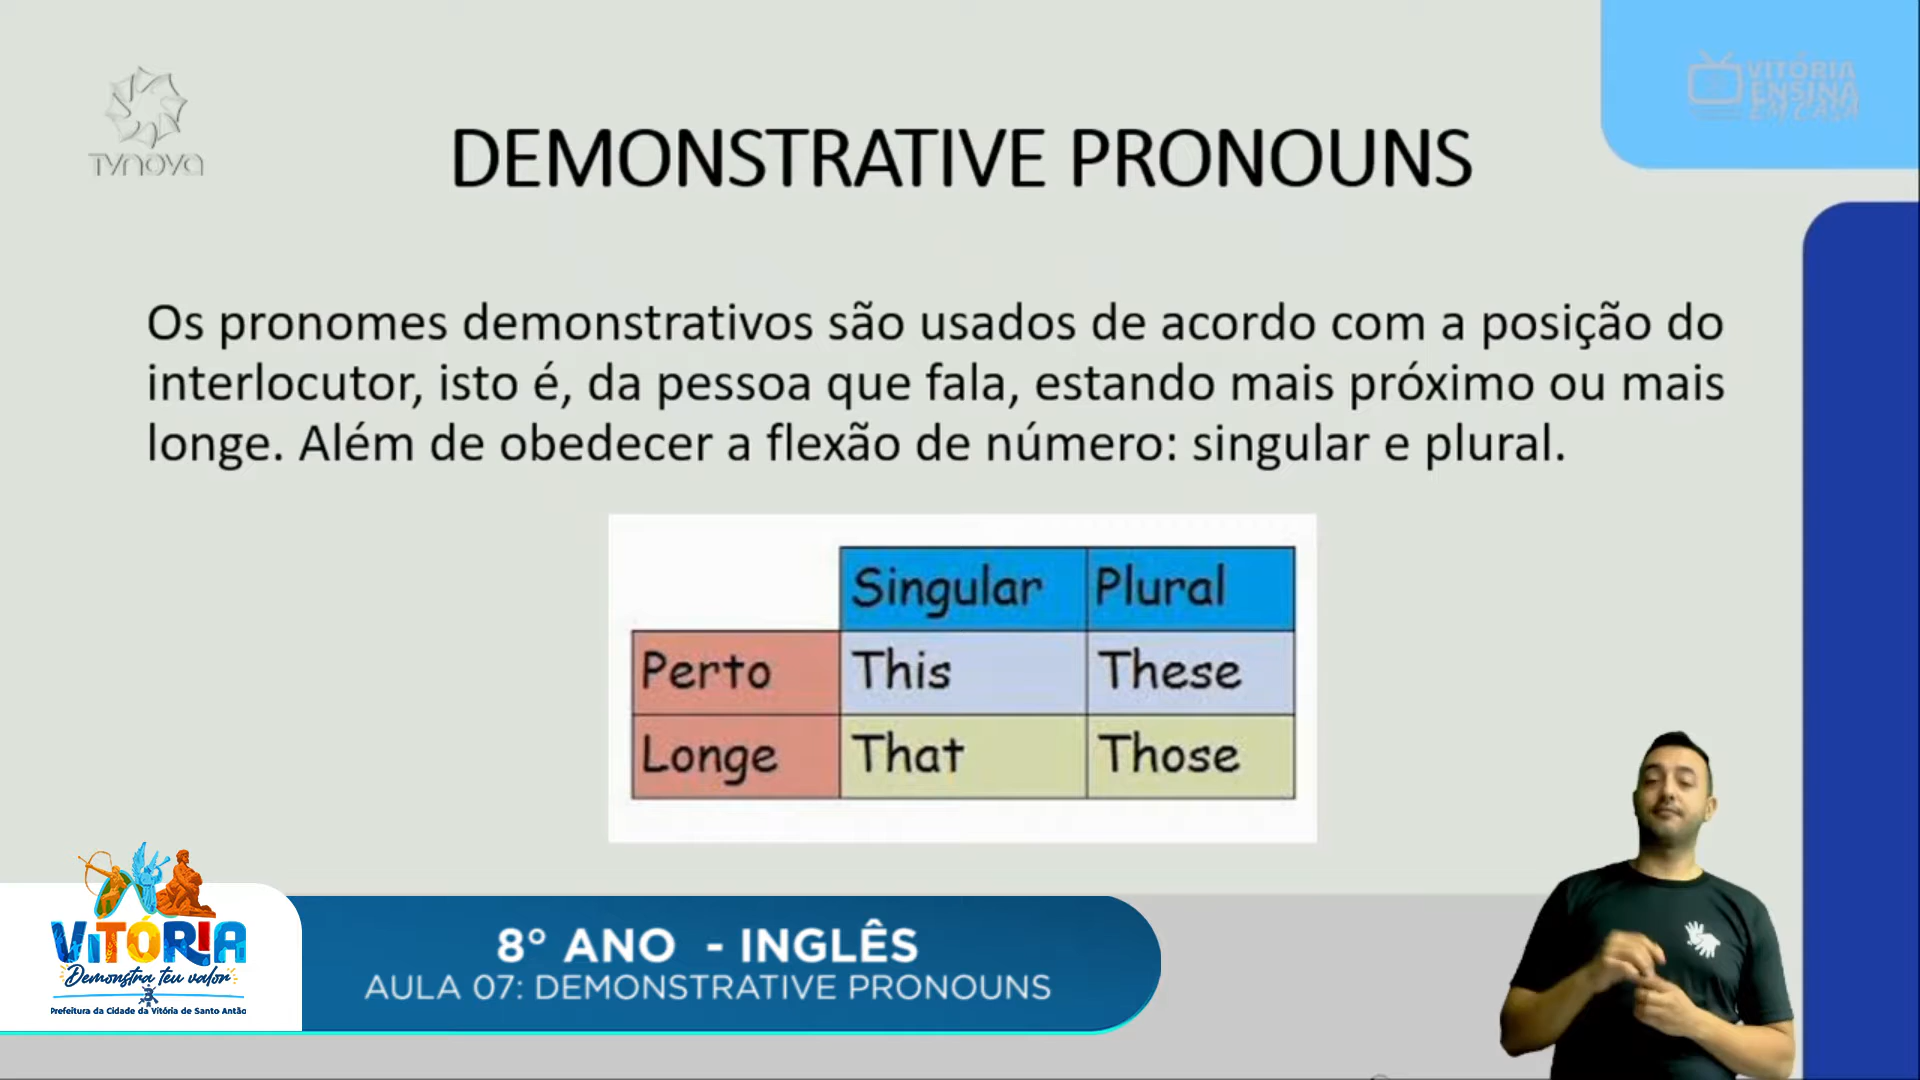 TVNOVA
VITÓRIA
ENSINA
EM CASA
DEMONSTRATIVE PRONOUNS
Os pronomes demonstrativos são usados de acordo com a posição do
interlocutor, isto é, da pessoa que fala, estando mais próximo ou mais
longe. Além de obedecer a flexão de número: singular e plural.
Singular Plural
Perto This These
Longe That Those
VITÓRIA
Demonstra teu valor
Prefeitura da Cidade da Vitória de Santo Antão
8° ANO - INGLÊS
AULA 07: DEMONSTRATIVE PRONOUNS